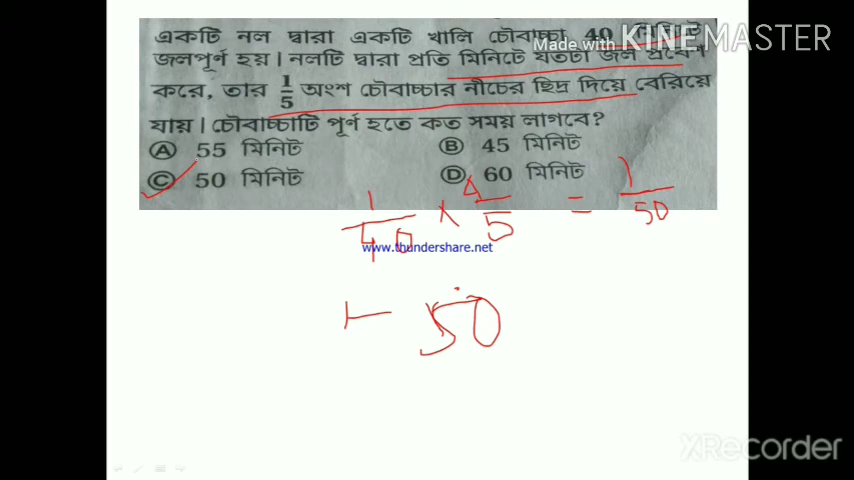 একটি নল দ্বারা একটি খালি চৌবাচ্চা 40 মিনিটে
Made with KINEMASTER
জলপূর্ণ হয়। নলটি দ্বারা প্রতি মিনিটে যতটা জল প্রবেশ
করে, তার 1/5 অংশ চৌবাচ্চার নীচের ছিদ্র দিয়ে বেরিয়ে
যায়। চৌবাচ্চাটি পূর্ণ হতে কত সময় লাগবে?
A 55 মিনিট B 45 মিনিট
C 50 মিনিট D 60 মিনিট
1/40 × 4/5 = 1/50
www.thundershare.net
50
XRecorder